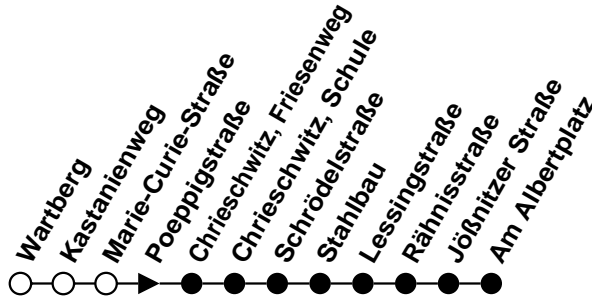 Wartberg
Kastanienweg
Marie-Curie-Straße
Poeppigstraße
Chrieschwitz, Friesenweg
Chrieschwitz, Schule
Schrödelstraße
Stahlbau
Lessingstraße
Rähnisstraße
Jößnitzer Straße
Am Albertplatz